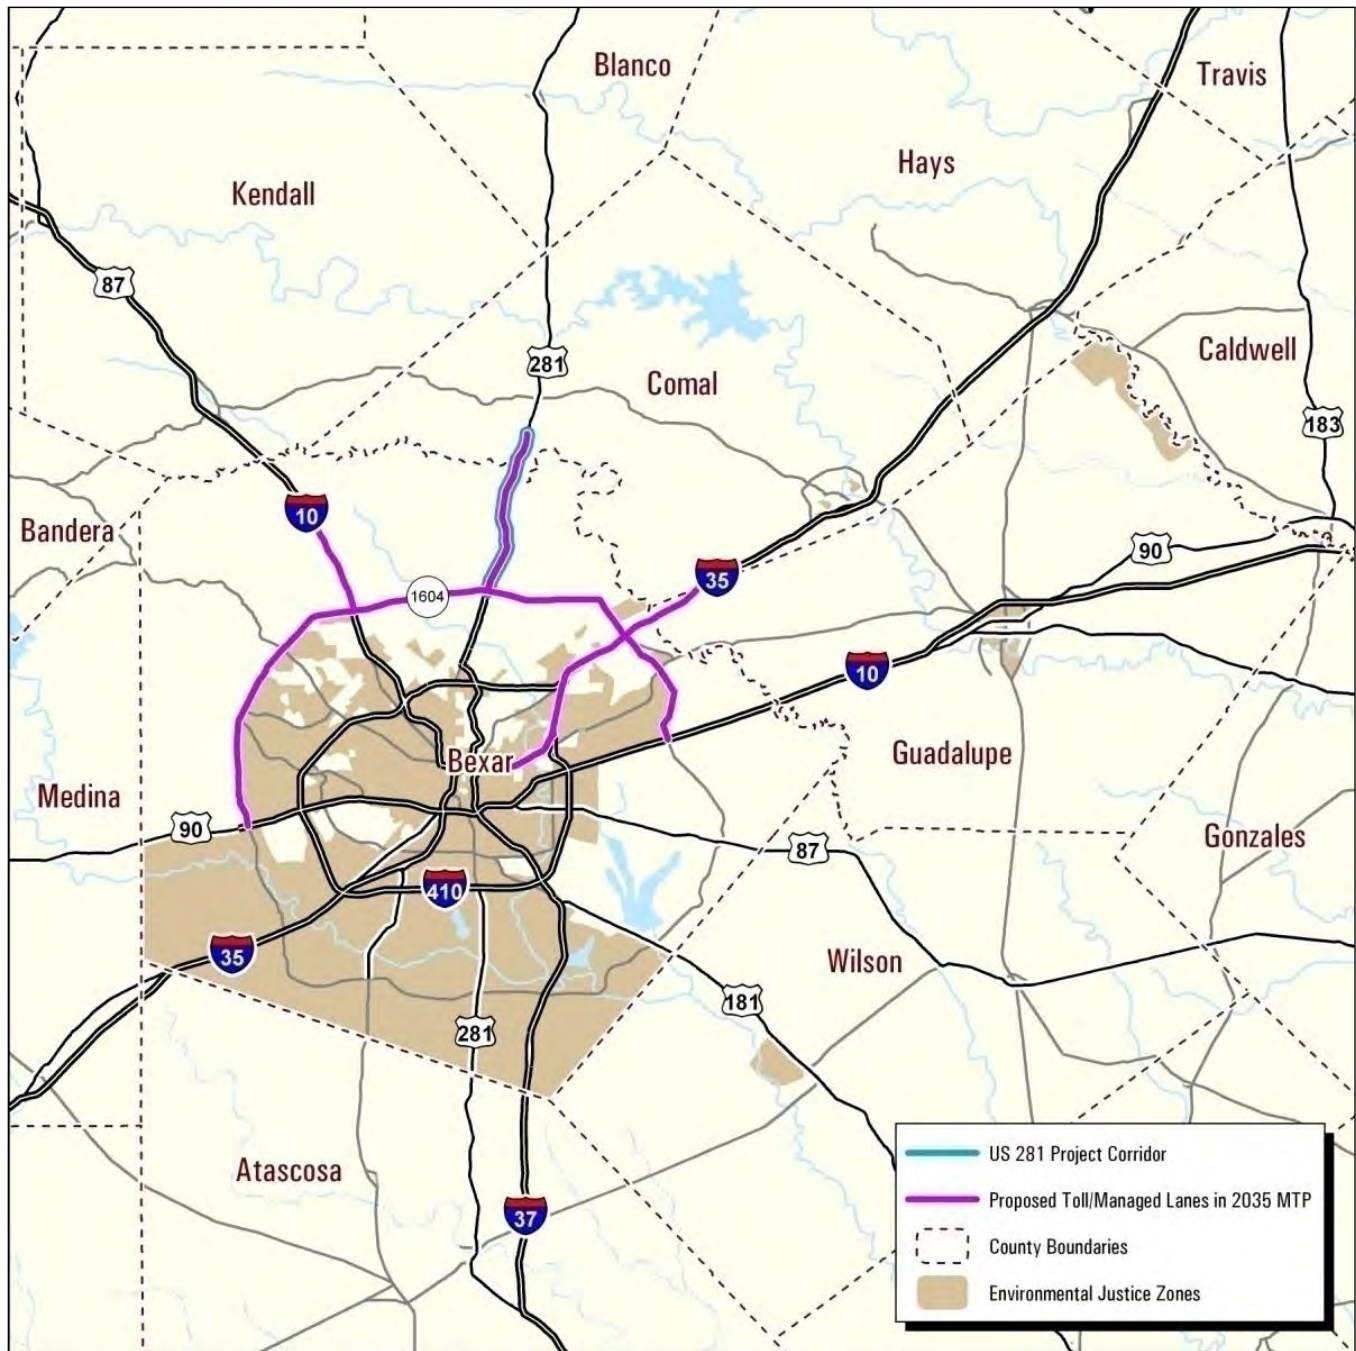 Blanco
Travis
Hays
Kendall
87
281
Comal
Caldwell
183
10
Bandera
35
90
1604
10
Bexar
Guadalupe
Medina
90
87
Gonzales
410
35
Wilson
181
281
Atascosa
37
US 281 Project Corridor
Proposed Toll/Managed Lanes in 2035 MTP
County Boundaries
Environmental Justice Zones